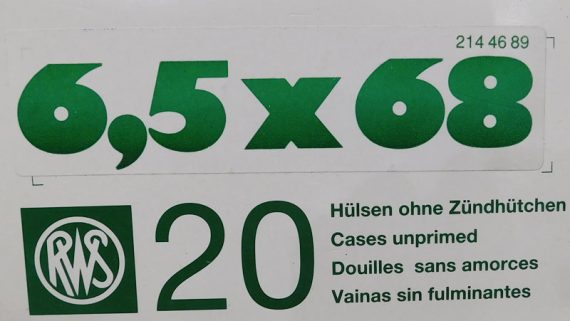 214 46 89
6,5 x 68
RWS
20
Hülsen ohne Zündhütchen
Cases unprimed
Douilles sans amorces
Vainas sin fulminantes